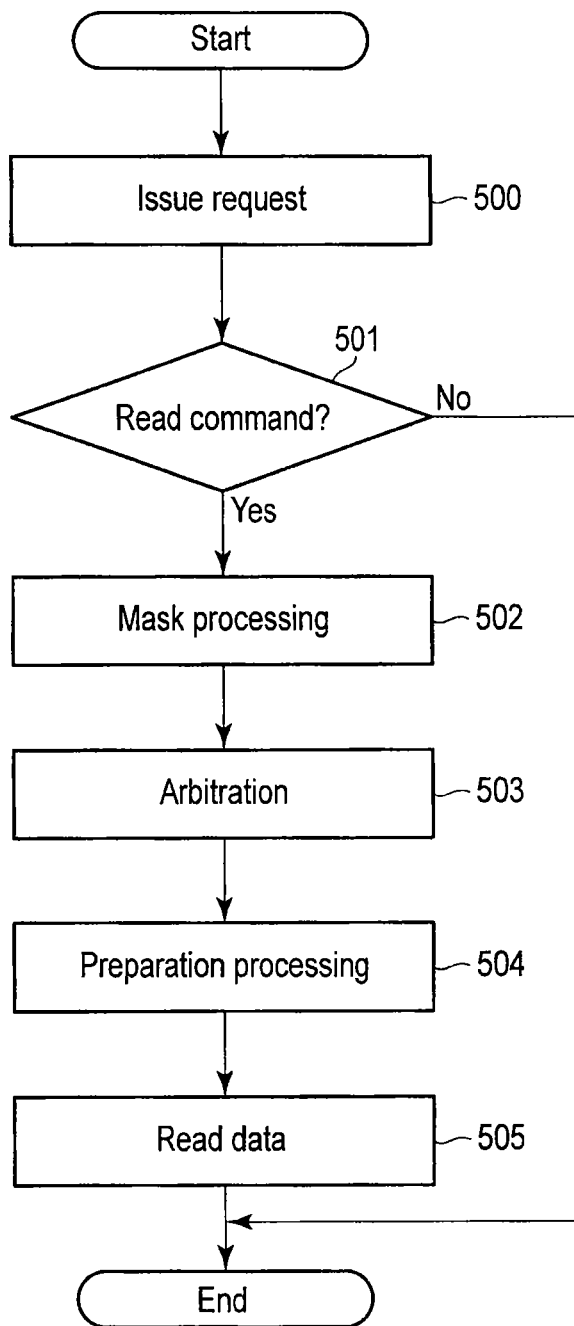 Start
Issue request
500
501
Read command?
No
Yes
Mask processing
502
Arbitration
503
Preparation processing
504
Read data
505
End